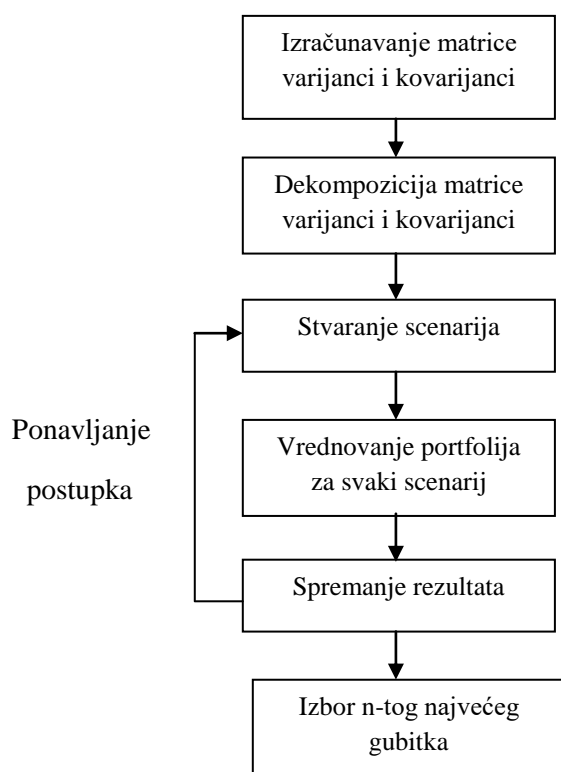 Izračunavanje matrice
varijanci i kovarijanci
Dekompozicija matrice
varijanci i kovarijanci
Stvaranje scenarija
Ponavljanje
postupka
Vrednovanje portfolija
za svaki scenarij
Spremanje rezultata
Izbor n-tog najvećeg
gubitka